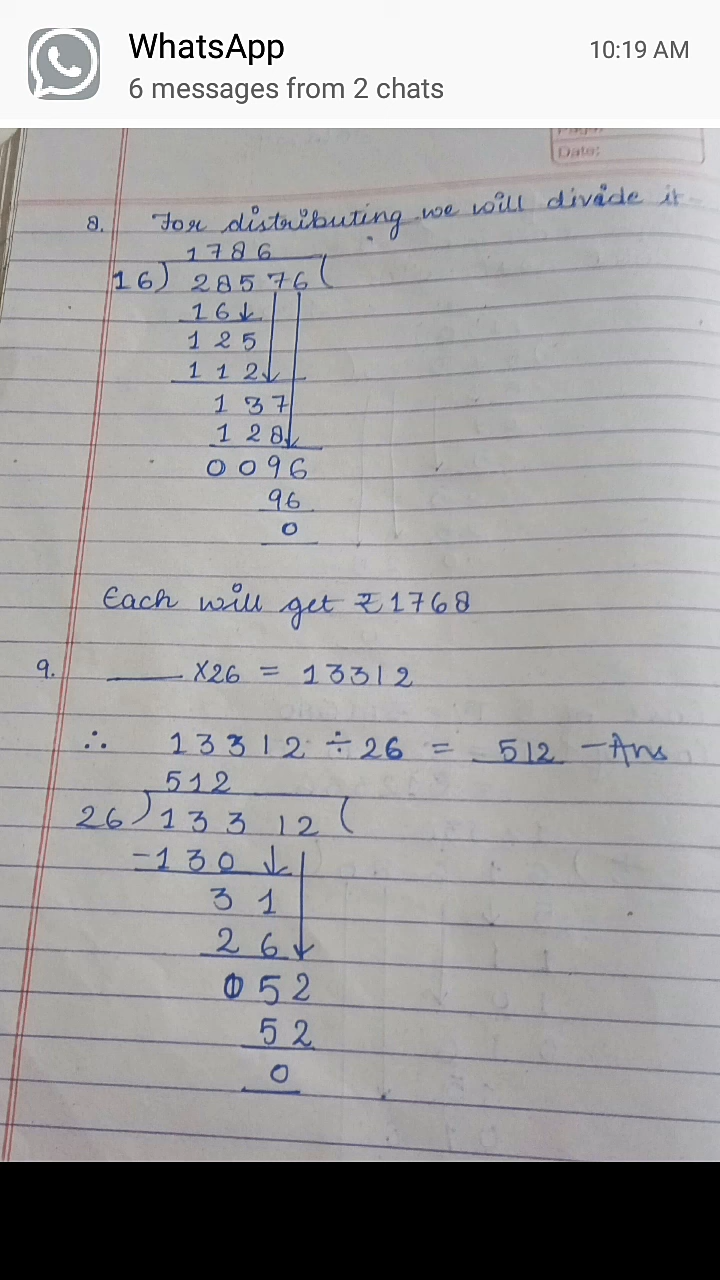 WhatsApp
10:19 AM
6 messages from 2 chats
Date:
8. For distributing we will divide it
1786
16) 28576 (
16
125
112
137
128
0096
96
0
Each will get ₹1768
9. ___ ×26 = 13312
∴ 13312 ÷ 26 = 512 - Ans
512
26) 13312 (
-130
31
26
052
52
0